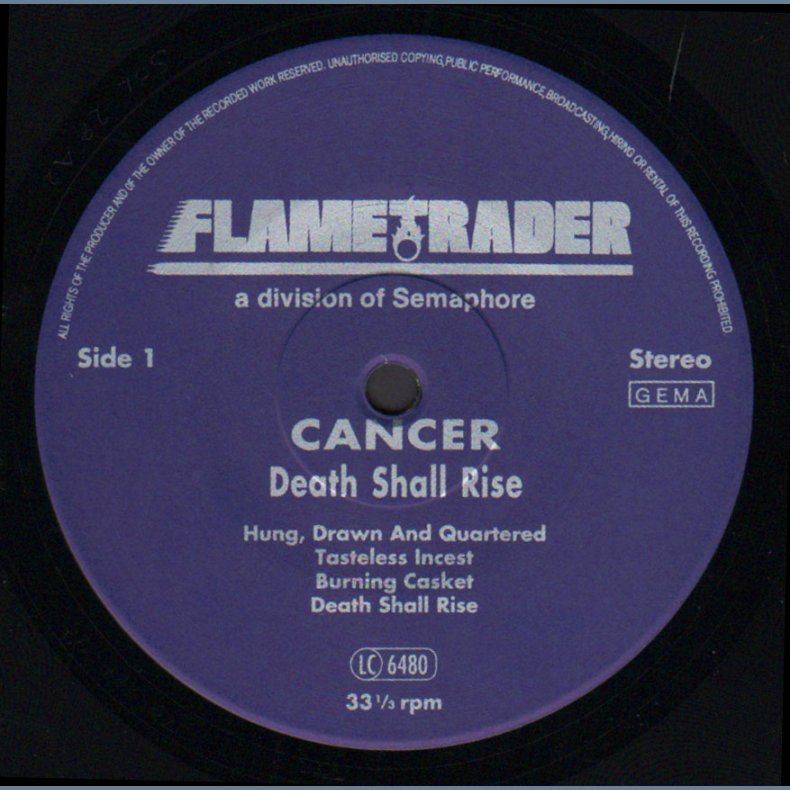 ALL RIGHTS OF THE PRODUCER AND OF THE OWNER OF THE RECORDED WORK RESERVED. UNAUTHORISED COPYING, PUBLIC PERFORMANCE, BROADCASTING, HIRING OR RENTAL OF THIS RECORDING PROHIBITED
FLAMETRADER
a division of Semaphore
Side 1
Stereo
GEMA
CANCER
Death Shall Rise
Hung, Drawn And Quartered
Tasteless Incest
Burning Casket
Death Shall Rise
LC 6480
33 1/3 rpm